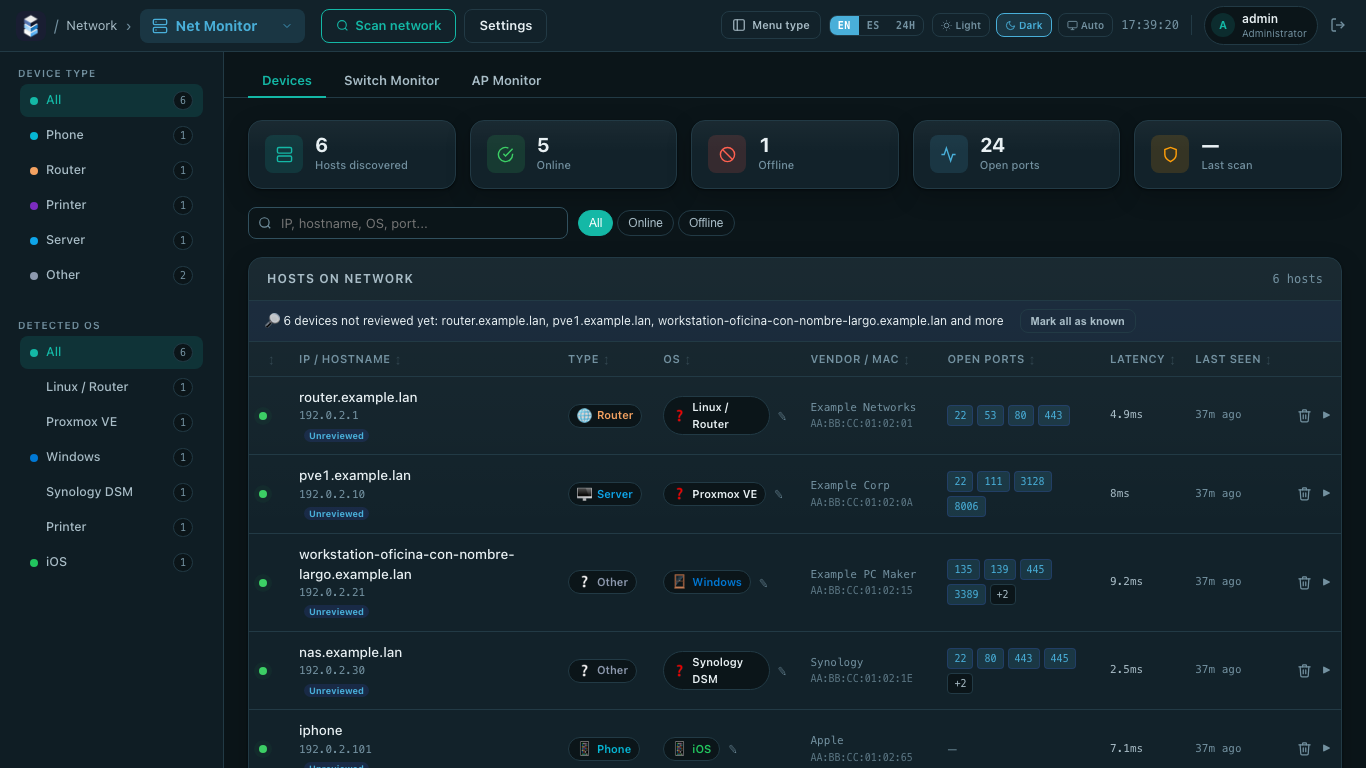 / Network › Net Monitor Scan network Settings Menu type EN ES 24H Light Dark Auto 17:39:20 A admin
Administrator
DEVICE TYPE
All 6
Phone 1
Router 1
Printer 1
Server 1
Other 2
DETECTED OS
All 6
Linux / Router 1
Proxmox VE 1
Windows 1
Synology DSM 1
Printer 1
iOS 1
Devices Switch Monitor AP Monitor
6
Hosts discovered
5
Online
1
Offline
24
Open ports
—
Last scan
IP, hostname, OS, port... All Online Offline
HOSTS ON NETWORK 6 hosts
6 devices not reviewed yet: router.example.lan, pve1.example.lan, workstation-oficina-con-nombre-largo.example.lan and more Mark all as known
IP / HOSTNAME TYPE OS VENDOR / MAC OPEN PORTS LATENCY LAST SEEN
router.example.lan
192.0.2.1
Unreviewed
Router
? Linux /
Router
Example Networks
AA:BB:CC:01:02:01
22 53 80 443
4.9ms
37m ago
pve1.example.lan
192.0.2.10
Unreviewed
Server
? Proxmox VE
Example Corp
AA:BB:CC:01:02:0A
22 111 3128
8006
8ms
37m ago
workstation-oficina-con-nombre-
largo.example.lan
192.0.2.21
Unreviewed
? Other
Windows
Example PC Maker
AA:BB:CC:01:02:15
135 139 445
3389 +2
9.2ms
37m ago
nas.example.lan
192.0.2.30
Unreviewed
? Other
? Synology
DSM
Synology
AA:BB:CC:01:02:1E
22 80 443 445
+2
2.5ms
37m ago
iphone
192.0.2.101
Unreviewed
Phone
iOS
Apple
AA:BB:CC:01:02:65
—
7.1ms
37m ago